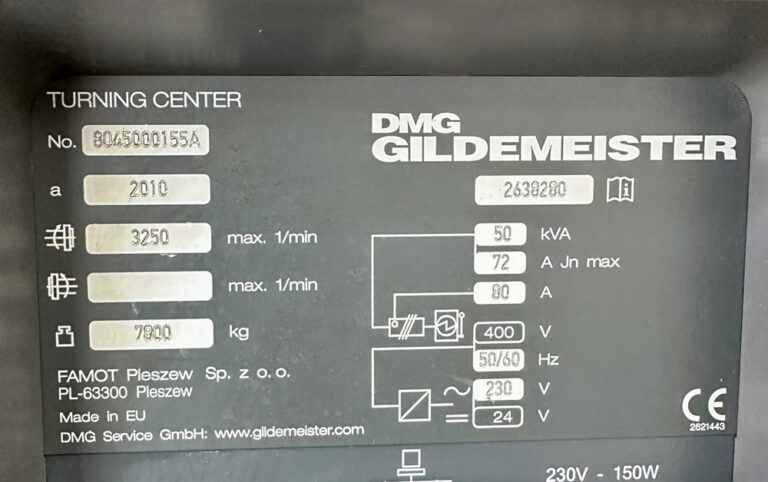 TURNING CENTER
No. 8045000155A
a 2010
3250 max. 1/min
max. 1/min
7800 kg
FAMOT Pleszew Sp. z o.o.
PL-63300 Pleszew
Made in EU
DMG Service GmbH: www.gildemeister.com
DMG
GILDEMEISTER
2638280
50 kVA
72 A Jn max
80 A
400 V
50/60 Hz
230 V
24 V
CE
2621443
230V - 150W